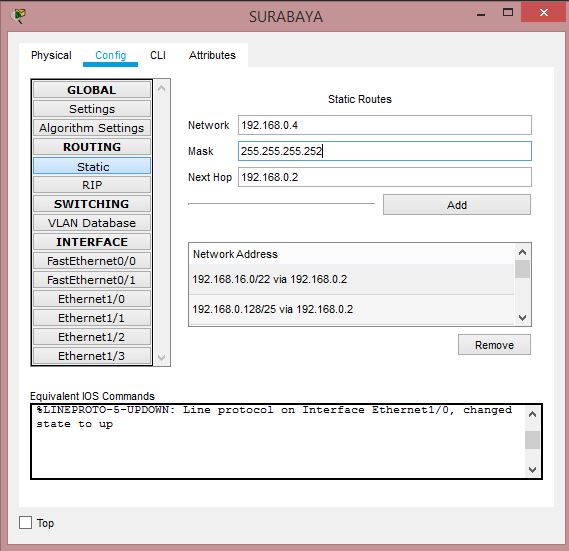 SURABAYA
Physical
Config
CLI
Attributes
GLOBAL
Settings
Algorithm Settings
ROUTING
Static
RIP
SWITCHING
VLAN Database
INTERFACE
FastEthernet0/0
FastEthernet0/1
Ethernet1/0
Ethernet1/1
Ethernet1/2
Ethernet1/3
Static Routes
Network 192.168.0.4
Mask 255.255.255.252
Next Hop 192.168.0.2
Add
Network Address
192.168.16.0/22 via 192.168.0.2
192.168.0.128/25 via 192.168.0.2
Remove
Equivalent IOS Commands
%LINEPROTO-5-UPDOWN: Line protocol on Interface Ethernet1/0, changed
state to up
Top